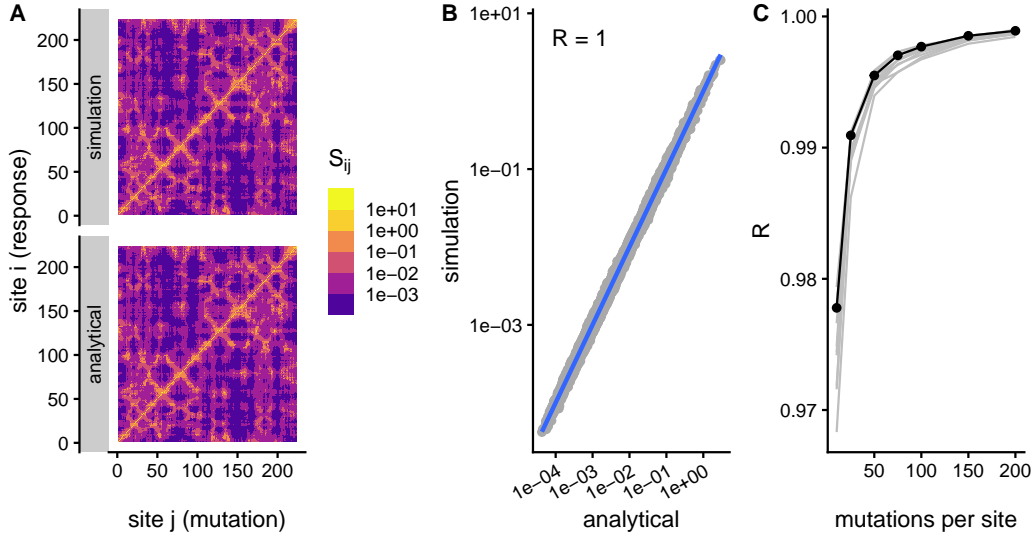 A
site i (response)
simulation
200
150
100
50
0
analytical
200
150
100
50
0
0 50 100 150 200
site j (mutation)
S_ij
1e+01
1e+00
1e−01
1e−02
1e−03
B
R = 1
simulation
1e+01
1e−01
1e−03
1e−04 1e−03 1e−02 1e−01 1e+00
analytical
C
R
1.00
0.99
0.98
0.97
50 100 150 200
mutations per site